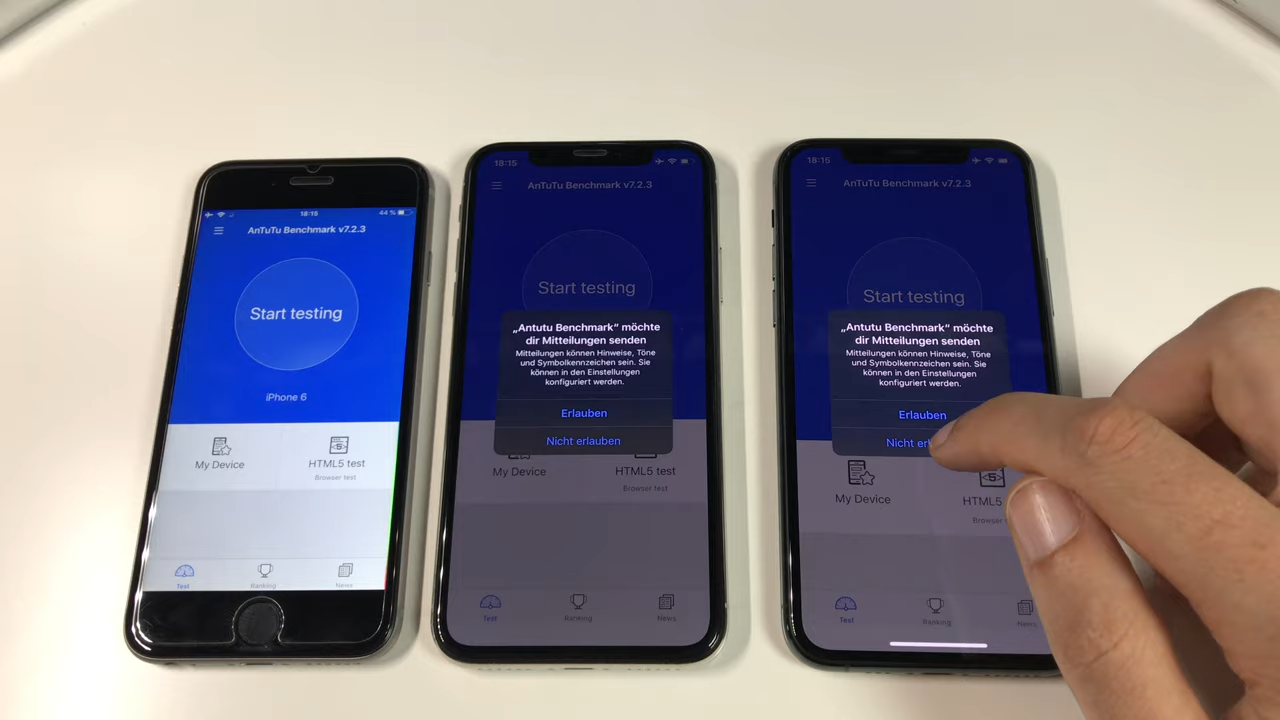 18:15
44 %
AnTuTu Benchmark v7.2.3
Start testing
iPhone 6
My Device
HTML5 test
Browser test
Test
Ranking
News
18:15
AnTuTu Benchmark v7.2.3
Start testing
„Antutu Benchmark“ möchte
dir Mitteilungen senden
Mitteilungen können Hinweise, Töne
und Symbolkennzeichen sein. Sie
können in den Einstellungen
konfiguriert werden.
Erlauben
Nicht erlauben
My Device
HTML5 test
Browser test
Test
Ranking
News
18:15
AnTuTu Benchmark v7.2.3
Start testing
„Antutu Benchmark“ möchte
dir Mitteilungen senden
Mitteilungen können Hinweise, Töne
und Symbolkennzeichen sein. Sie
können in den Einstellungen
konfiguriert werden.
Erlauben
Nicht
My Device
HTML5
Browser
Test
Ranking
News